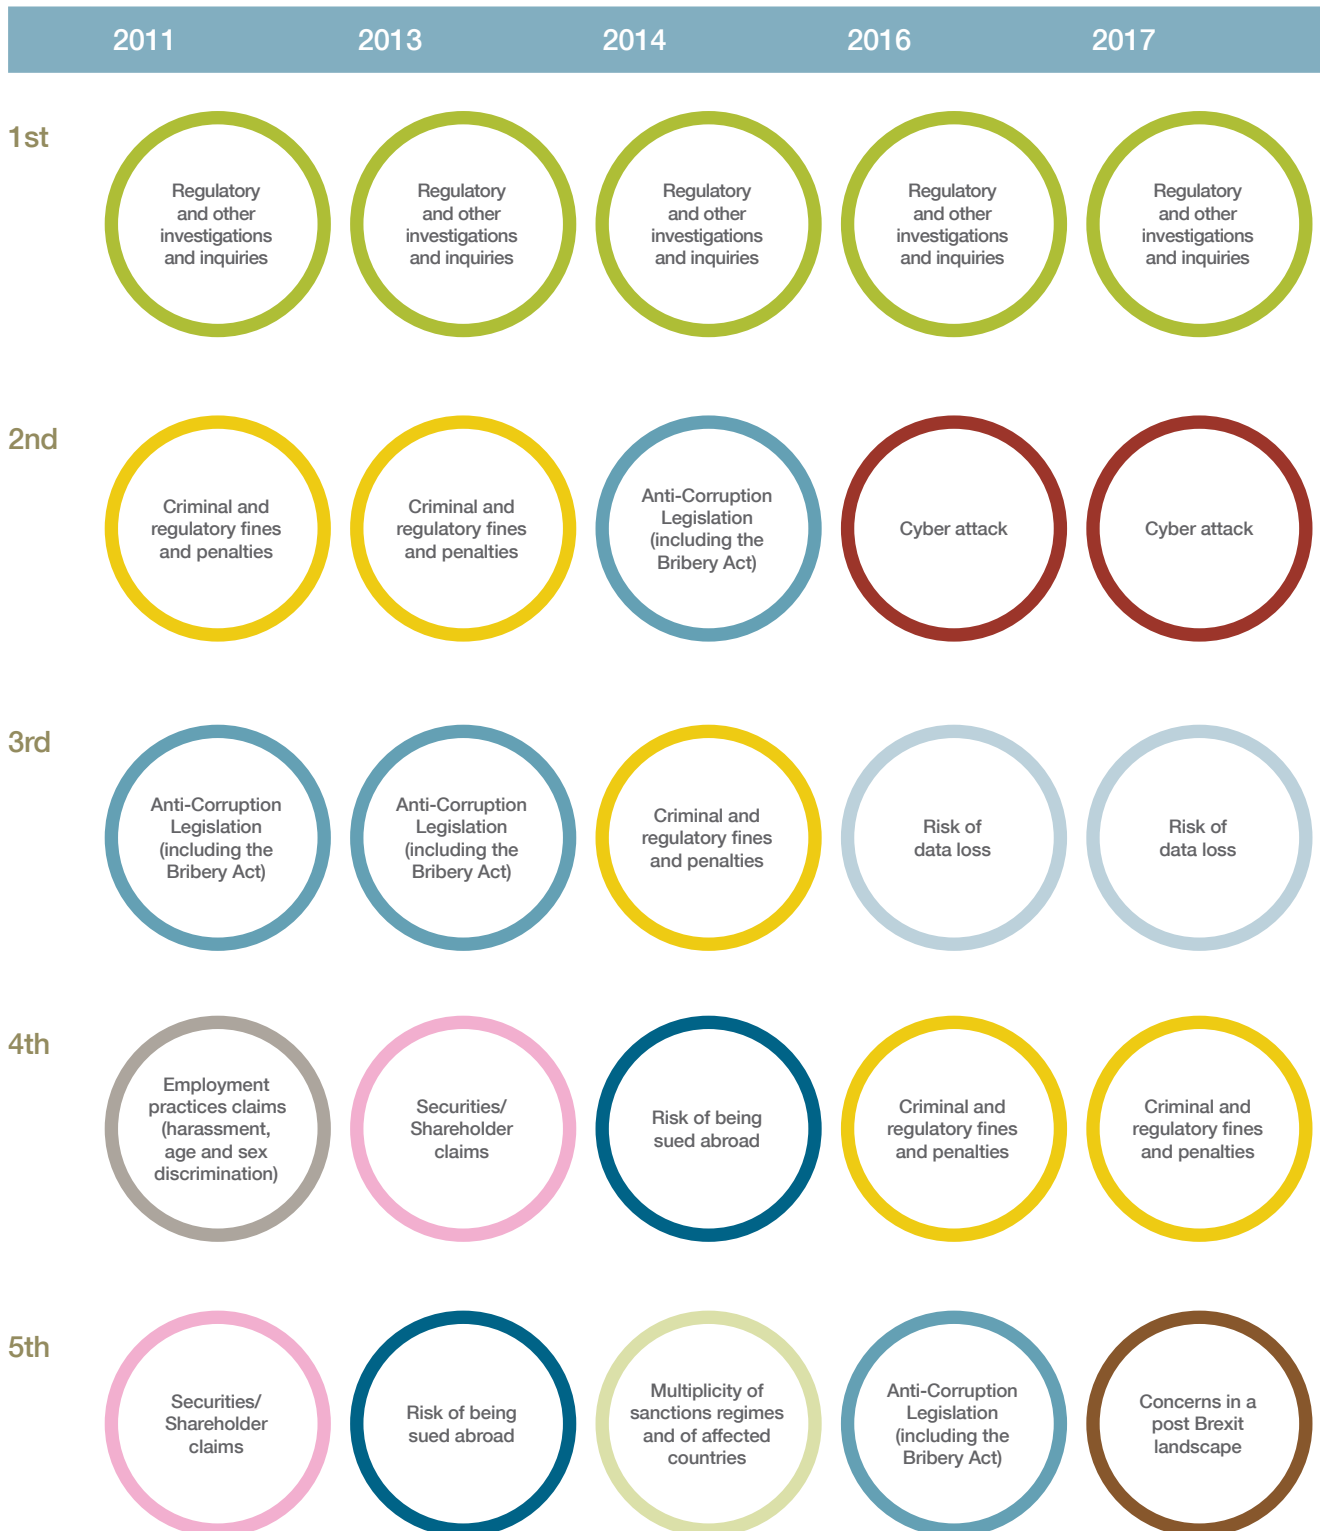 2011 2013 2014 2016 2017
1st
Regulatory
and other
investigations
and inquiries
Regulatory
and other
investigations
and inquiries
Regulatory
and other
investigations
and inquiries
Regulatory
and other
investigations
and inquiries
Regulatory
and other
investigations
and inquiries
2nd
Criminal and
regulatory fines
and penalties
Criminal and
regulatory fines
and penalties
Anti-Corruption
Legislation
(including the
Bribery Act)
Cyber attack
Cyber attack
3rd
Anti-Corruption
Legislation
(including the
Bribery Act)
Anti-Corruption
Legislation
(including the
Bribery Act)
Criminal and
regulatory fines
and penalties
Risk of
data loss
Risk of
data loss
4th
Employment
practices claims
(harassment,
age and sex
discrimination)
Securities/
Shareholder
claims
Risk of being
sued abroad
Criminal and
regulatory fines
and penalties
Criminal and
regulatory fines
and penalties
5th
Securities/
Shareholder
claims
Risk of being
sued abroad
Multiplicity of
sanctions regimes
and of affected
countries
Anti-Corruption
Legislation
(including the
Bribery Act)
Concerns in a
post Brexit
landscape